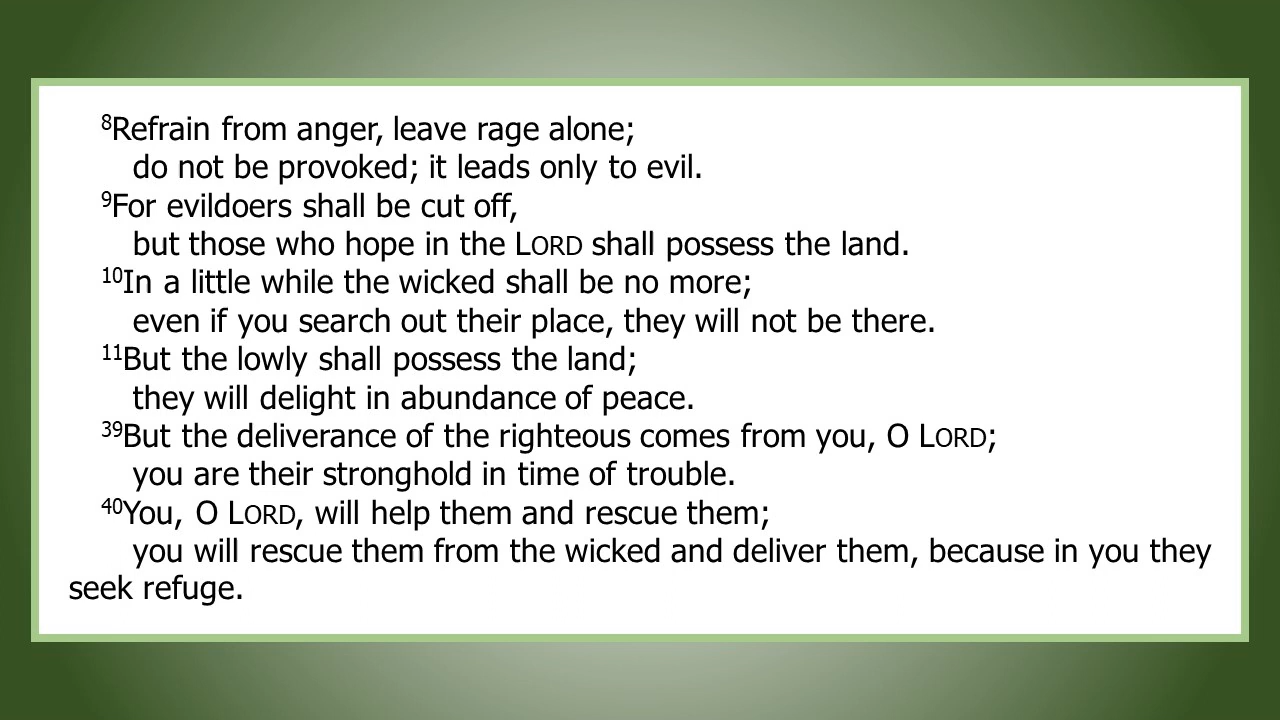 ⁸Refrain from anger, leave rage alone;
do not be provoked; it leads only to evil.
⁹For evildoers shall be cut off,
but those who hope in the LORD shall possess the land.
¹⁰In a little while the wicked shall be no more;
even if you search out their place, they will not be there.
¹¹But the lowly shall possess the land;
they will delight in abundance of peace.
³⁹But the deliverance of the righteous comes from you, O LORD;
you are their stronghold in time of trouble.
⁴⁰You, O LORD, will help them and rescue them;
you will rescue them from the wicked and deliver them, because in you they
seek refuge.